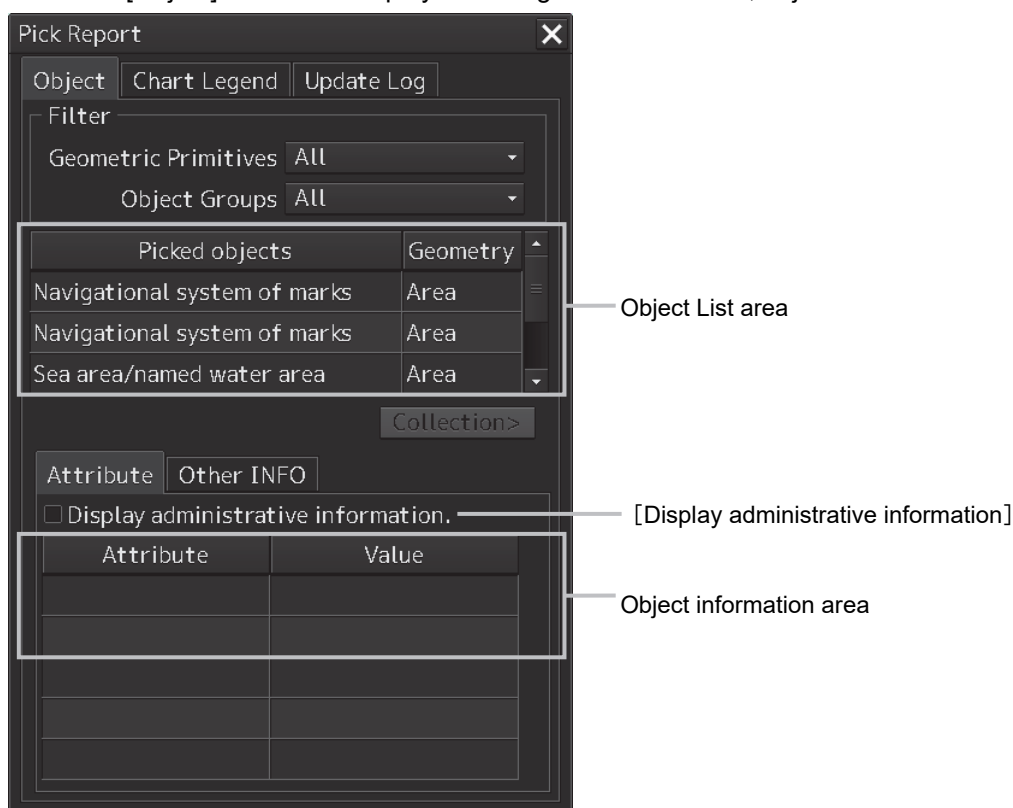 Pick Report
Object Chart Legend Update Log
Filter
Geometric Primitives All
Object Groups All
Picked objects Geometry
Navigational system of marks Area
Navigational system of marks Area
Sea area/named water area Area
Object List area
Collection>
Attribute Other INFO
Display administrative information.
[Display administrative information]
Attribute Value
Object information area